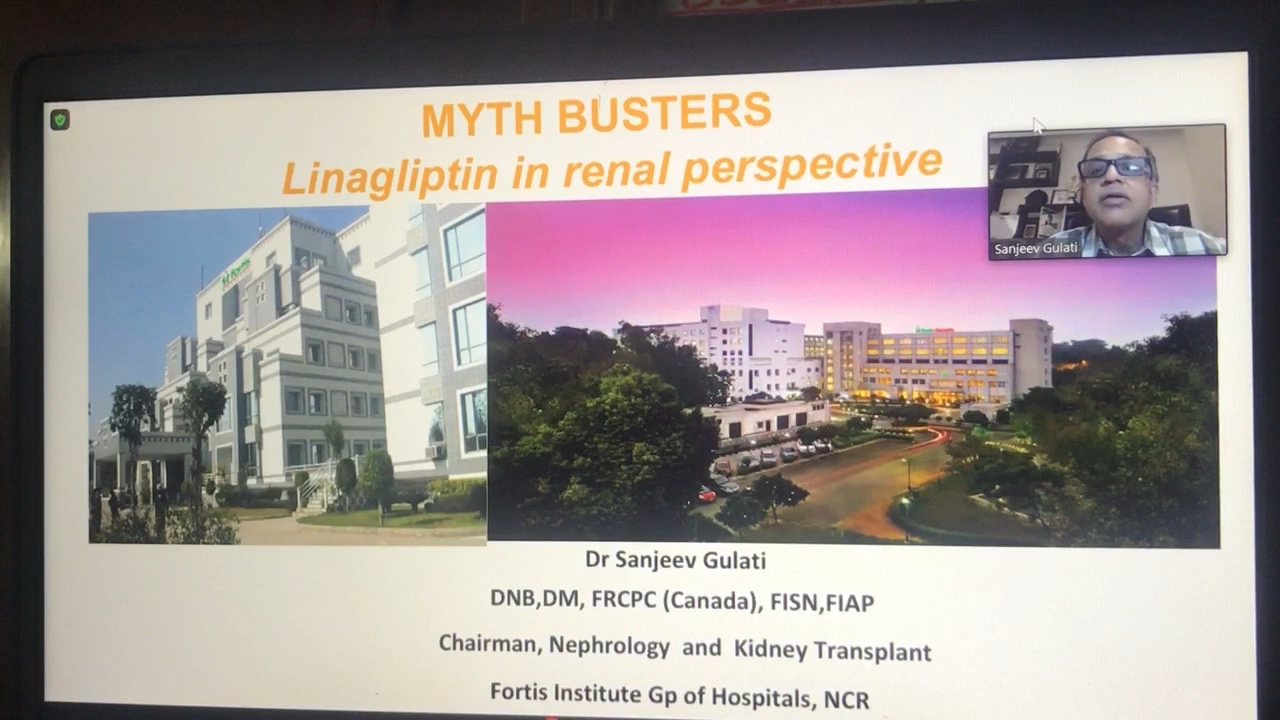 MYTH BUSTERS
Linagliptin in renal perspective
Sanjeev Gulati
Dr Sanjeev Gulati
DNB,DM, FRCPC (Canada), FISN,FIAP
Chairman, Nephrology and Kidney Transplant
Fortis Institute Gp of Hospitals, NCR